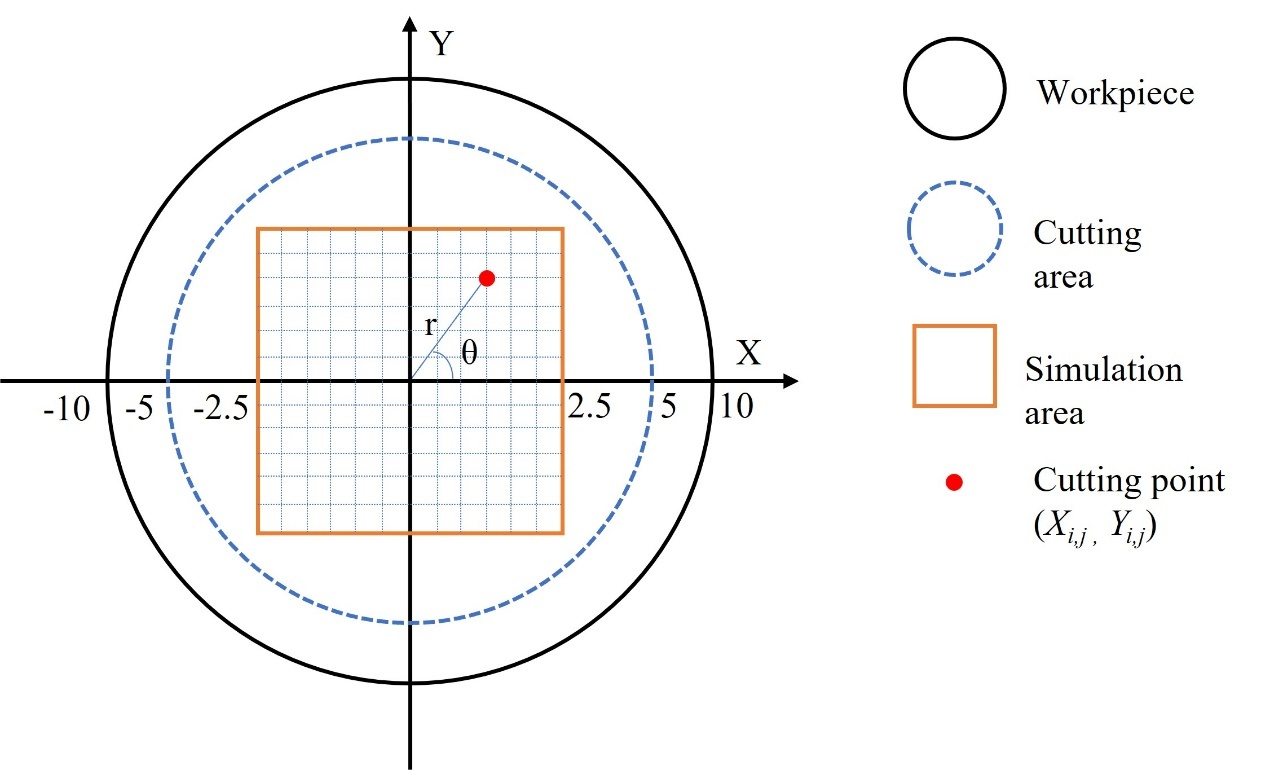 Y
X
r
θ
-10
-5
-2.5
2.5
5
10
Workpiece
Cutting
area
Simulation
area
Cutting point
(Xi,j , Yi,j)